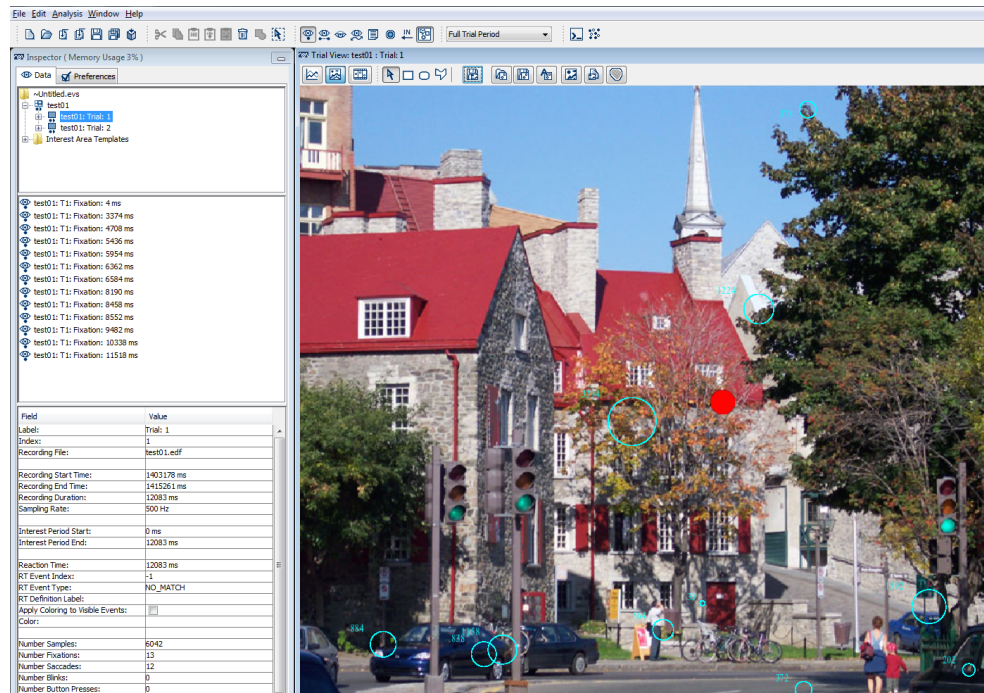 File Edit Analysis Window Help
Full Trial Period
Inspector ( Memory Usage 3% )
Trial View: test01 : Trial: 1
Data Preferences
~Untitled.evs
test01
test01: Trial: 1
test01: Trial: 2
Interest Area Templates
test01: T1: Fixation: 4 ms
test01: T1: Fixation: 3374 ms
test01: T1: Fixation: 4708 ms
test01: T1: Fixation: 5436 ms
test01: T1: Fixation: 5954 ms
test01: T1: Fixation: 6362 ms
test01: T1: Fixation: 6584 ms
test01: T1: Fixation: 8190 ms
test01: T1: Fixation: 8458 ms
test01: T1: Fixation: 8552 ms
test01: T1: Fixation: 9482 ms
test01: T1: Fixation: 10338 ms
test01: T1: Fixation: 11518 ms
Field Value
Label: Trial: 1
Index: 1
Recording File: test01.edf
Recording Start Time: 1403178 ms
Recording End Time: 1415261 ms
Recording Duration: 12083 ms
Sampling Rate: 500 Hz
Interest Period Start: 0 ms
Interest Period End: 12083 ms
Reaction Time: 12083 ms
RT Event Index: -1
RT Event Type: NO_MATCH
RT Definition Label:
Apply Coloring to Visible Events:
Color:
Number Samples: 6042
Number Fixations: 13
Number Saccades: 12
Number Blinks: 0
Number Button Presses: 0
884
838
202
372